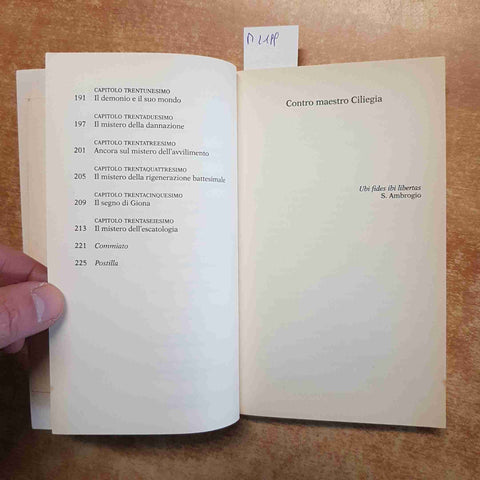 CAPITOLO TRENTUNESIMO
191 Il demonio e il suo mondo
CAPITOLO TRENTADUESIMO
197 Il mistero della dannazione
CAPITOLO TRENTATREESIMO
201 Ancora sul mistero dell'avvilimento
CAPITOLO TRENTAQUATTRESIMO
205 Il mistero della rigenerazione battesimale
CAPITOLO TRENTACINQUESIMO
209 Il segno di Giona
CAPITOLO TRENTASEIESIMO
213 Il mistero dell'escatologia
221 Commiato
225 Postilla
Contro maestro Ciliegia
Ubi fides ibi libertas
S. Ambrogio